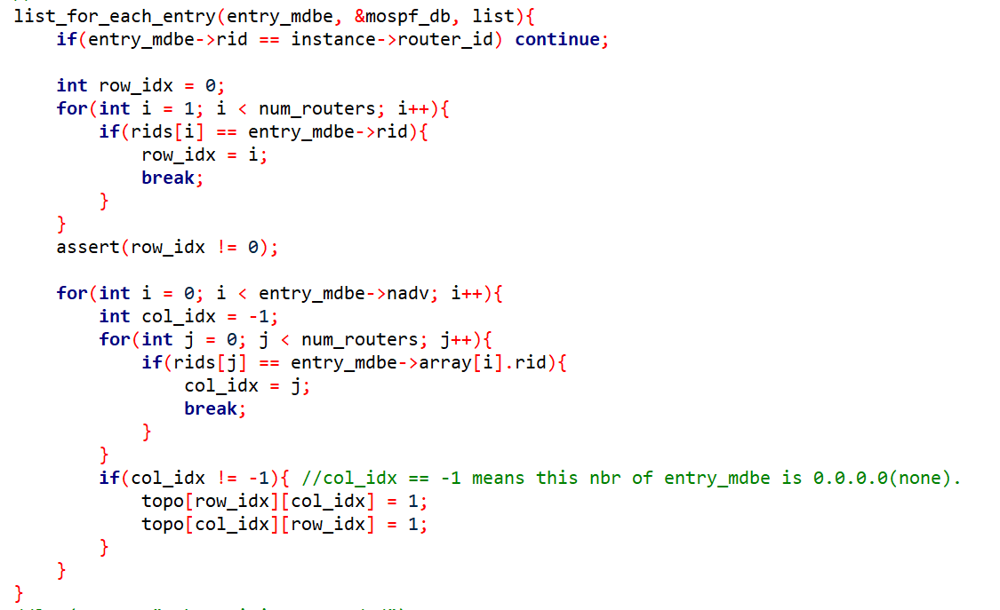 list_for_each_entry(entry_mdbe, &mospf_db, list){
    if(entry_mdbe->rid == instance->router_id) continue;

    int row_idx = 0;
    for(int i = 1; i < num_routers; i++){
        if(rids[i] == entry_mdbe->rid){
            row_idx = i;
            break;
        }
    }
    assert(row_idx != 0);

    for(int i = 0; i < entry_mdbe->nadv; i++){
        int col_idx = -1;
        for(int j = 0; j < num_routers; j++){
            if(rids[j] == entry_mdbe->array[i].rid){
                col_idx = j;
                break;
            }
        }
        if(col_idx != -1){ //col_idx == -1 means this nbr of entry_mdbe is 0.0.0.0(none).
            topo[row_idx][col_idx] = 1;
            topo[col_idx][row_idx] = 1;
        }
    }
}